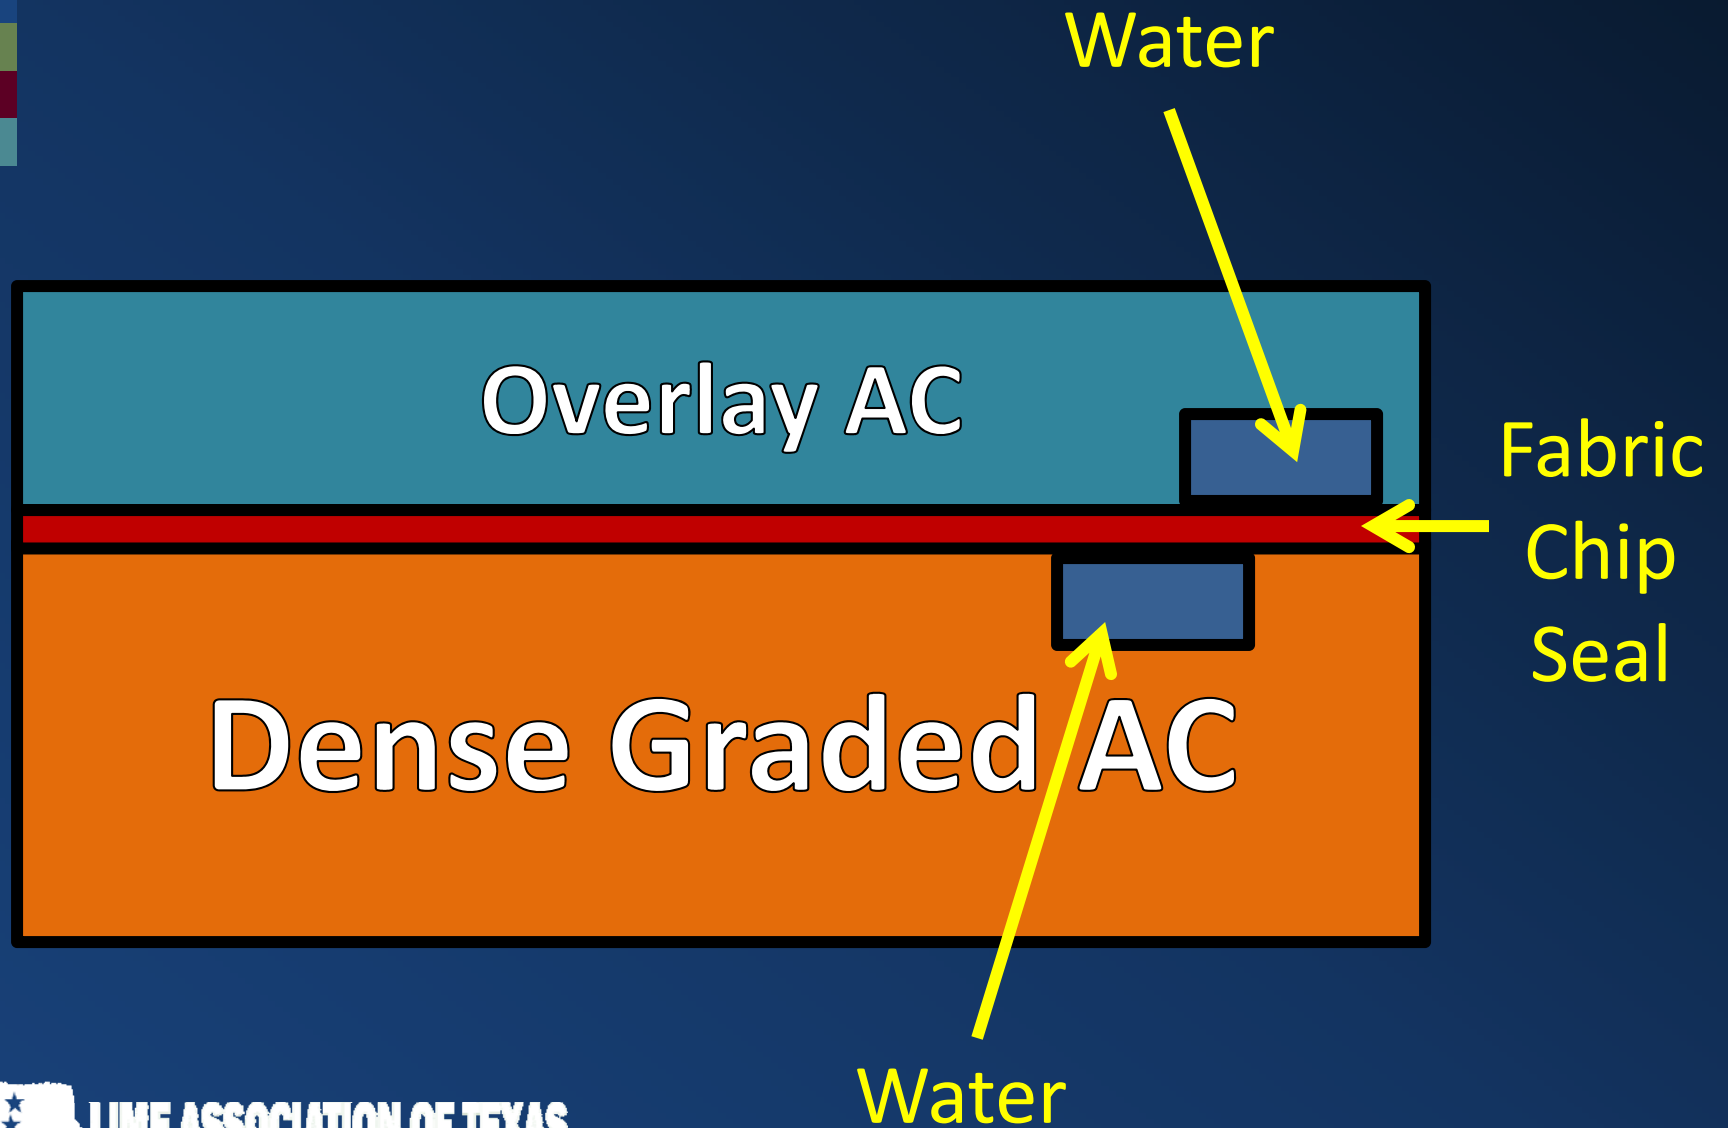 Water
Overlay AC
Fabric
Chip
Seal
Dense Graded AC
Water
LIME ASSOCIATION OF TEXAS